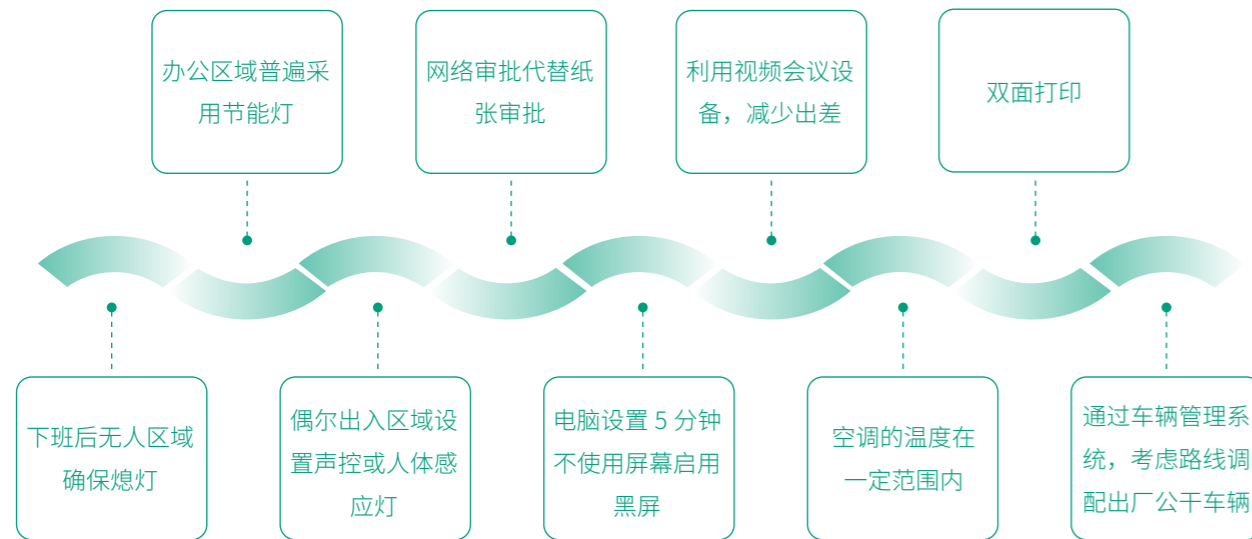 办公区域普遍采
用节能灯
网络审批代替纸
张审批
利用视频会议设
备，减少出差
双面打印
下班后无人区域
确保熄灯
偶尔出入区域设
置声控或人体感
应灯
电脑设置 5 分钟
不使用屏幕启用
黑屏
空调的温度在
一定范围内
通过车辆管理系
统，考虑路线调
配出厂公干车辆